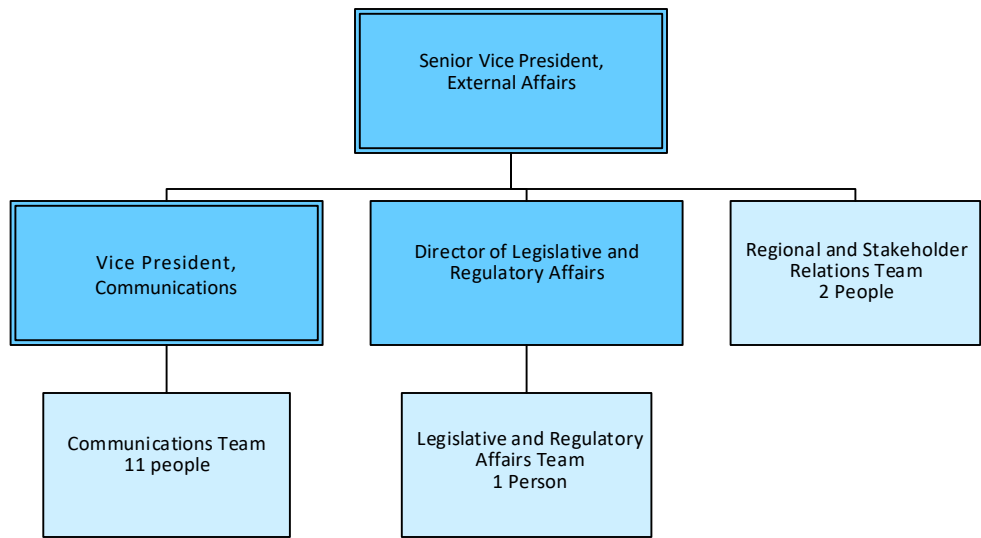 Senior Vice President,
External Affairs
Vice President,
Communications
Director of Legislative and
Regulatory Affairs
Regional and Stakeholder
Relations Team
2 People
Communications Team
11 people
Legislative and Regulatory
Affairs Team
1 Person